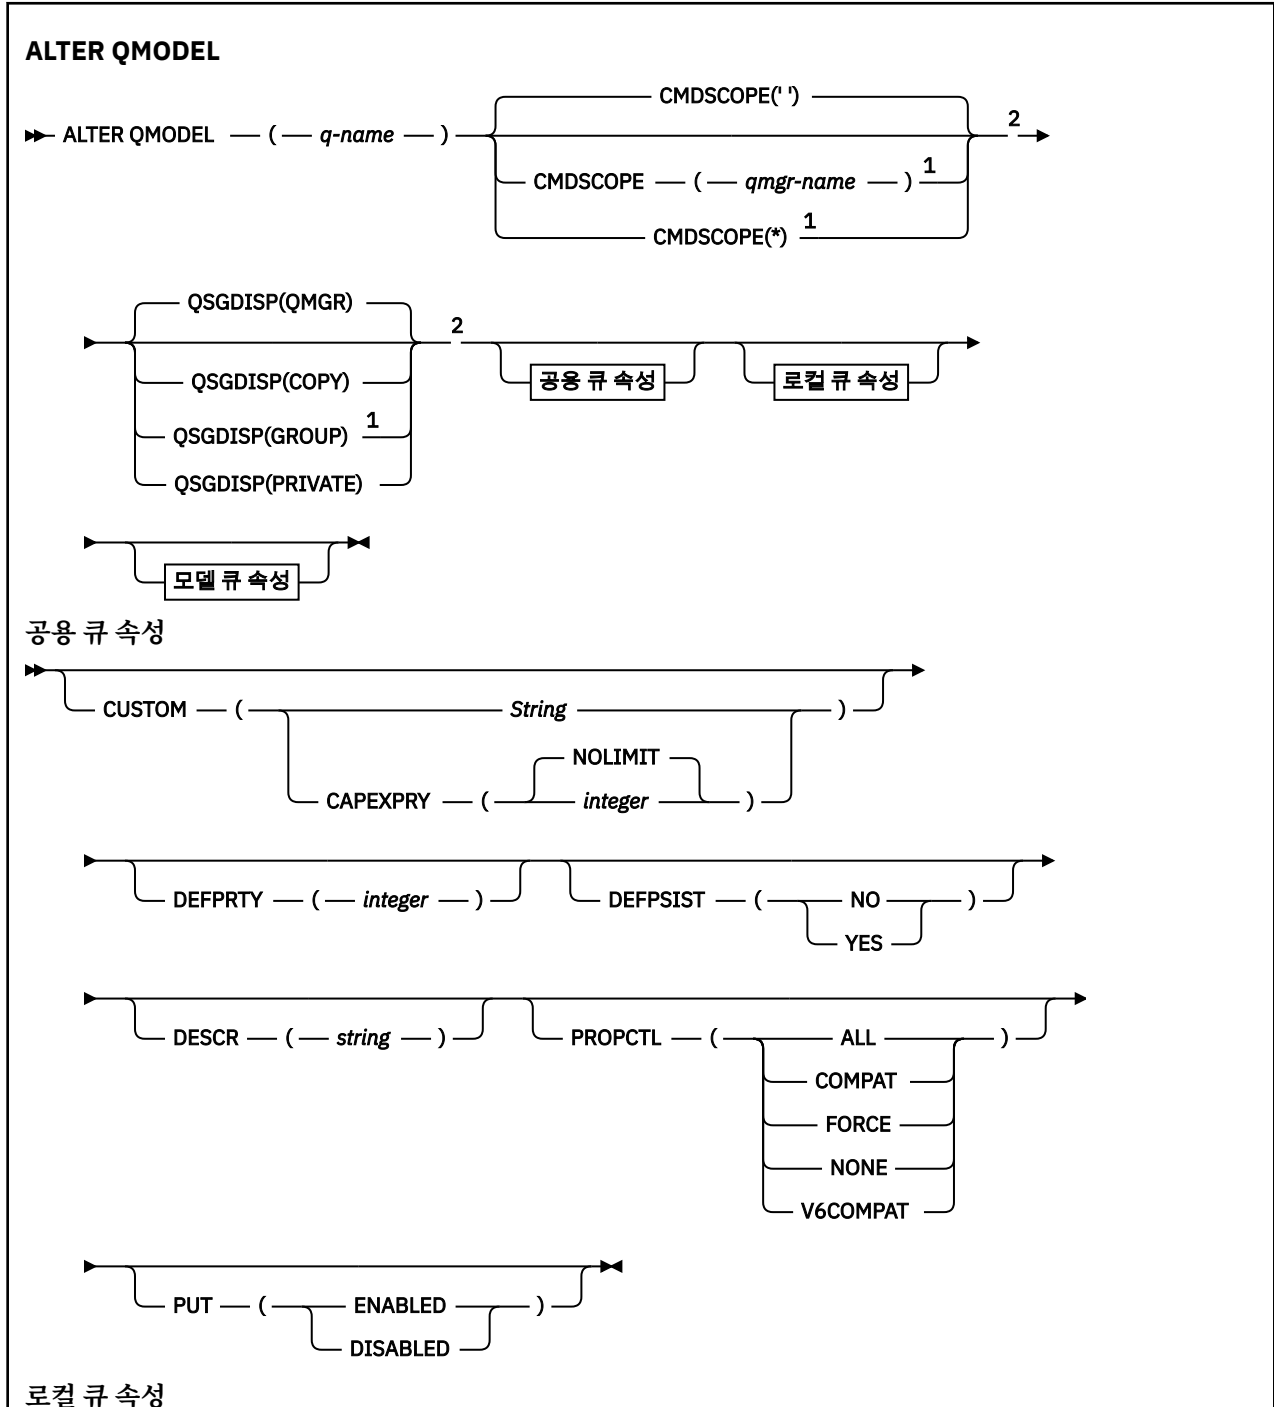 ALTER QMODEL
CMDSCOPE(' ')
ALTER QMODEL ( q-name ) 2
CMDSCOPE ( qmgr-name ) 1
CMDSCOPE(*) 1
QSGDISP(QMGR)
2
QSGDISP(COPY) 공용 큐 속성 로컬 큐 속성
QSGDISP(GROUP) 1
QSGDISP(PRIVATE)
모델 큐 속성
공용 큐 속성
CUSTOM ( String )
NOLIMIT
CAPEXPRY ( integer )
DEFPRTY ( integer ) DEFPSIST ( NO )
YES
DESCR ( string ) PROPCTL ( ALL )
COMPAT
FORCE
NONE
V6COMPAT
PUT ( ENABLED )
DISABLED
로컬 큐 속성